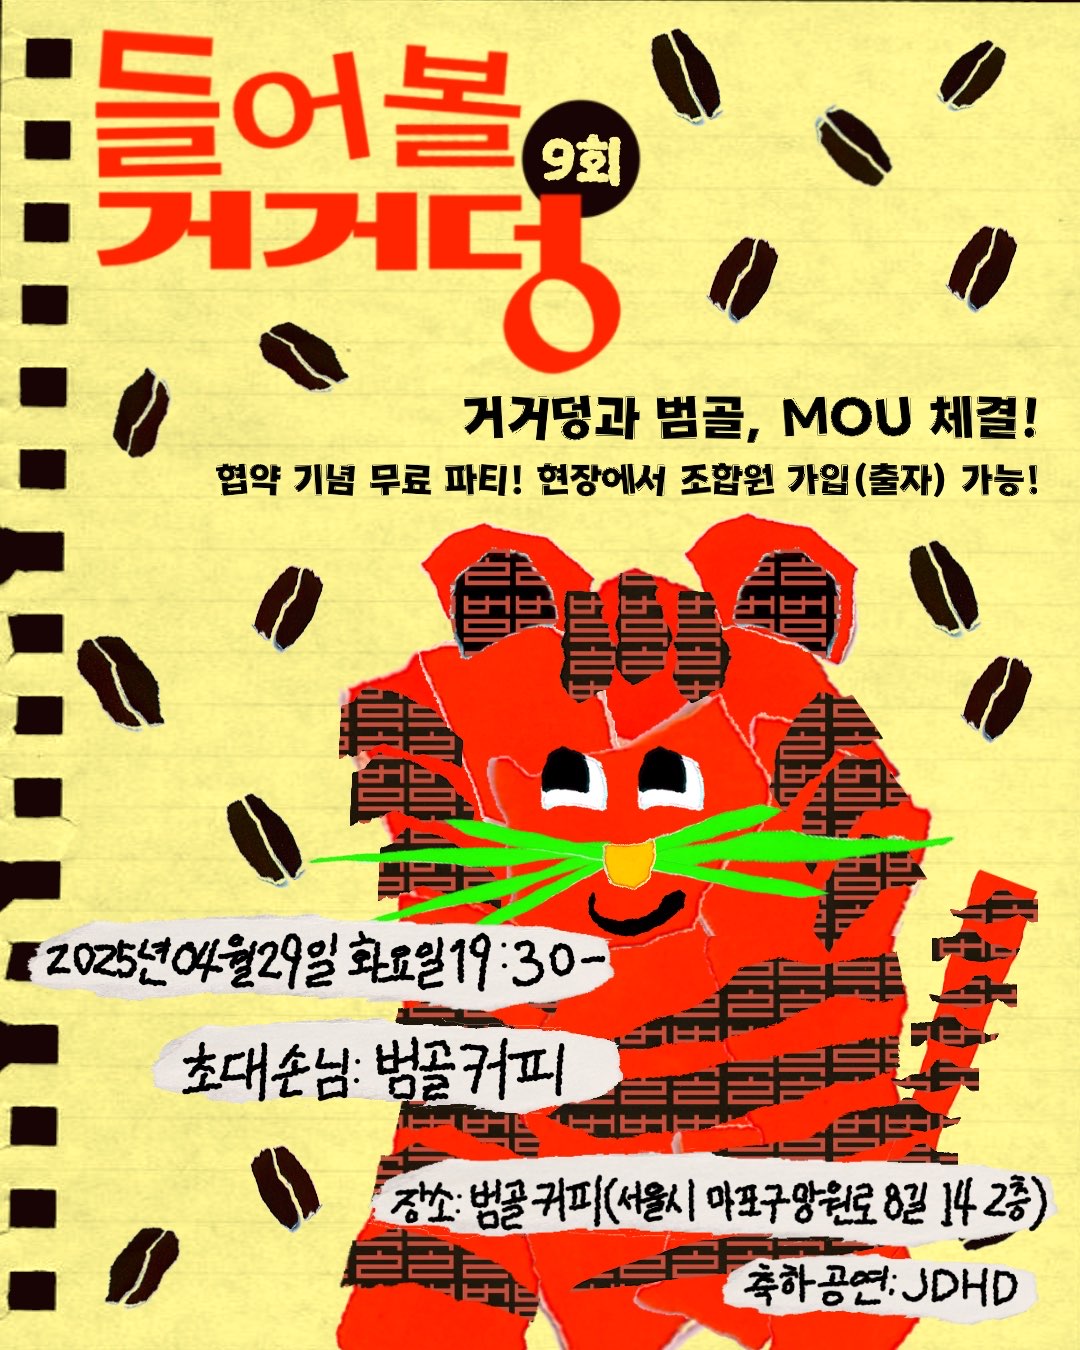 들어볼
9회
거거덩
거거덩과 범골, MOU 체결!
협약 기념 무료 파티! 현장에서 조합원 가입(출자) 가능!
2025년 04월 29일 화요일 19:30-
초대손님: 범골커피
장소: 범골커피(서울시 마포구 망원로8길 14 2층)
축하공연: JDHD